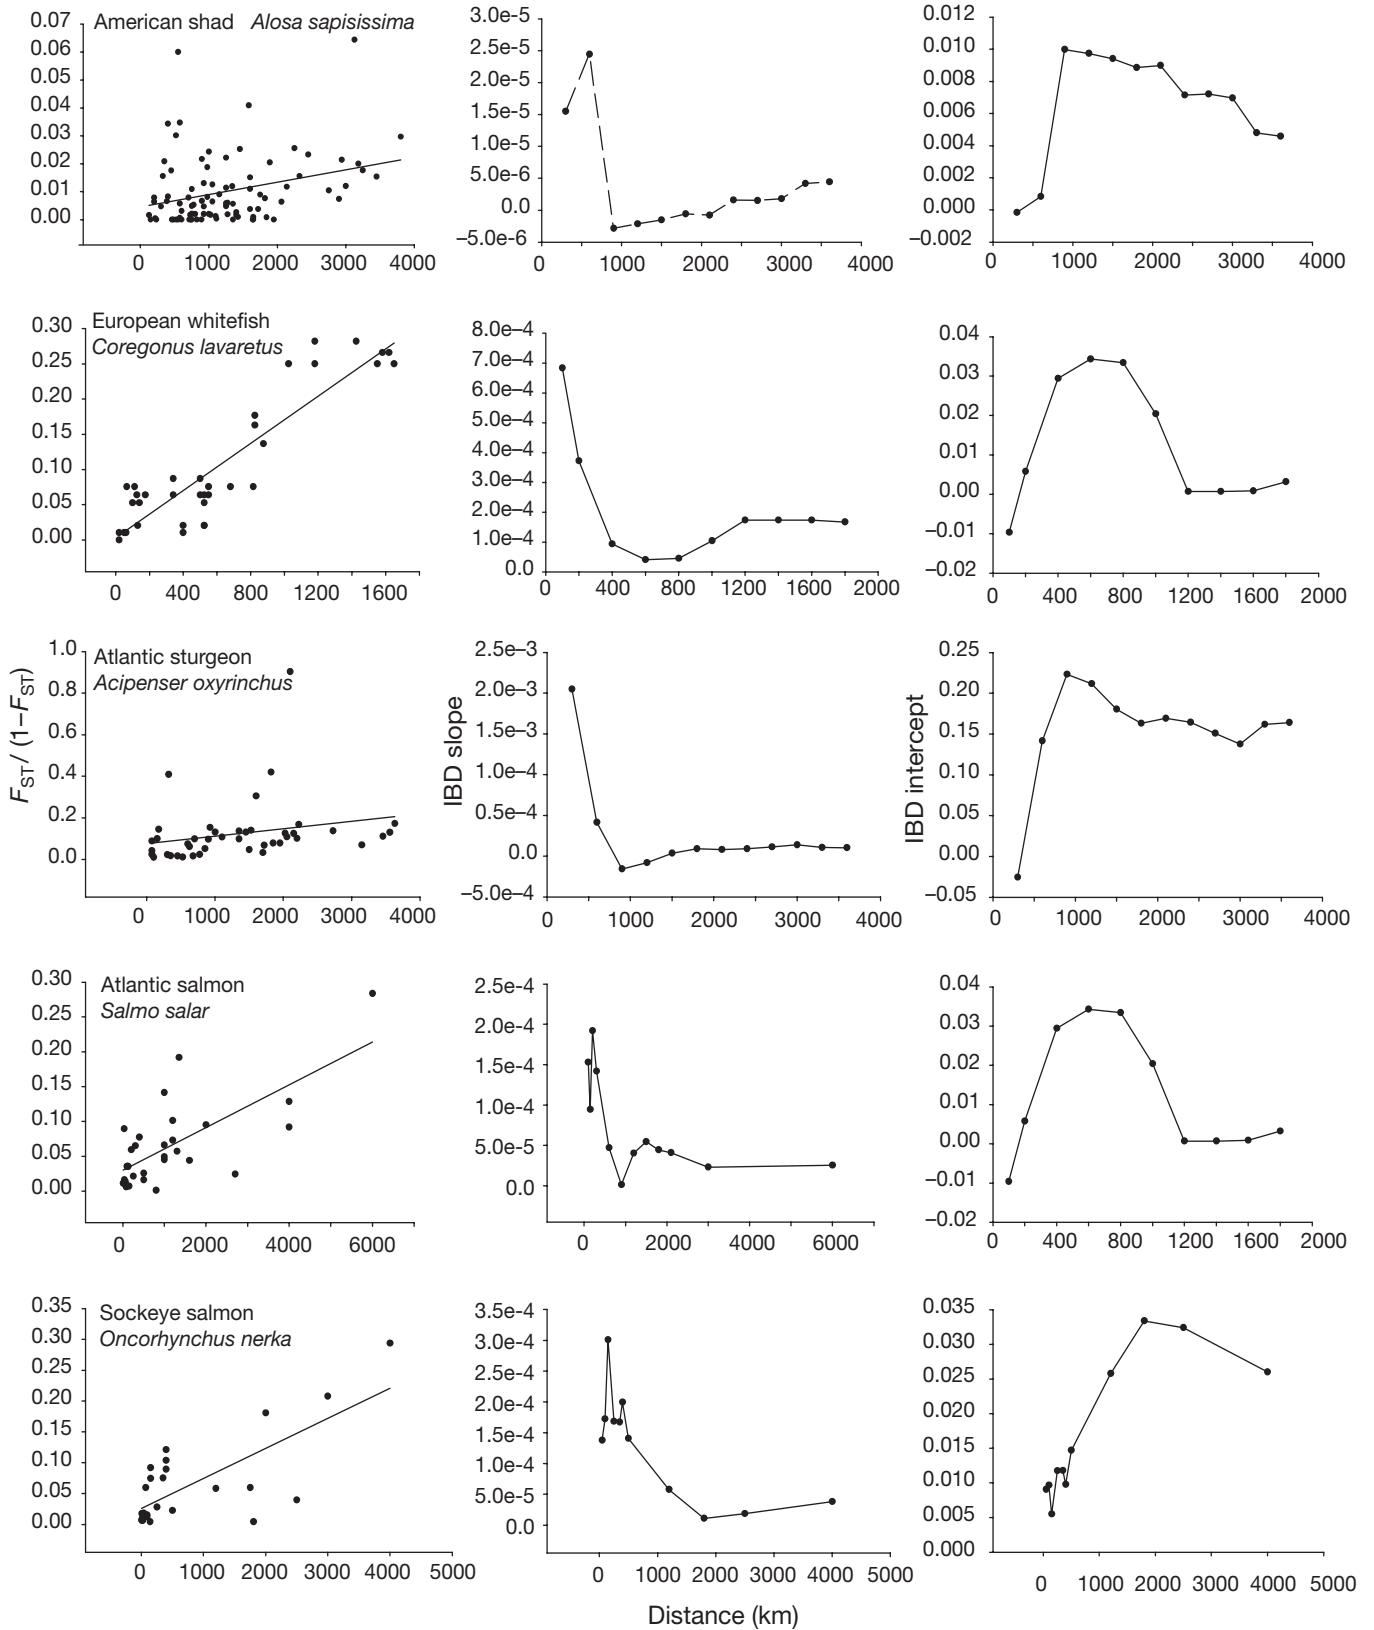 American shad Alosa sapisissima
0.07
0.06
0.05
0.04
0.03
0.02
0.01
0.00
0 1000 2000 3000 4000
3.0e-5
2.5e-5
2.0e-5
1.5e-5
1.0e-5
5.0e-6
0.0
–5.0e-6
0 1000 2000 3000 4000
0.012
0.010
0.008
0.006
0.004
0.002
0.000
–0.002
0 1000 2000 3000 4000
European whitefish
Coregonus lavaretus
0.30
0.25
0.20
0.15
0.10
0.05
0.00
0 400 800 1200 1600
8.0e–4
7.0e–4
6.0e–4
5.0e–4
4.0e–4
3.0e–4
2.0e–4
1.0e–4
0.0
0 400 800 1200 1600 2000
0.04
0.03
0.02
0.01
0.00
–0.01
–0.02
0 400 800 1200 1600 2000
Atlantic sturgeon
Acipenser oxyrinchus
FST / (1–FST)
1.0
0.8
0.6
0.4
0.2
0.0
0 1000 2000 3000 4000
IBD slope
2.5e–3
2.0e–3
1.5e–3
1.0e–3
5.0e–4
0.0
–5.0e–4
0 1000 2000 3000 4000
IBD intercept
0.25
0.20
0.15
0.10
0.05
0.00
–0.05
0 1000 2000 3000 4000
Atlantic salmon
Salmo salar
0.30
0.25
0.20
0.15
0.10
0.05
0.00
0 2000 4000 6000
2.5e-4
2.0e-4
1.5e-4
1.0e-4
5.0e-5
0.0
0 2000 4000 6000
0.04
0.03
0.02
0.01
0.00
–0.01
–0.02
0 400 800 1200 1600 2000
Sockeye salmon
Oncorhynchus nerka
0.35
0.30
0.25
0.20
0.15
0.10
0.05
0.00
0 1000 2000 3000 4000 5000
3.5e-4
3.0e-4
2.5e-4
2.0e-4
1.5e-4
1.0e-4
5.0e-5
0.0
0 1000 2000 3000 4000 5000
0.035
0.030
0.025
0.020
0.015
0.010
0.005
0.000
0 1000 2000 3000 4000 5000
Distance (km)